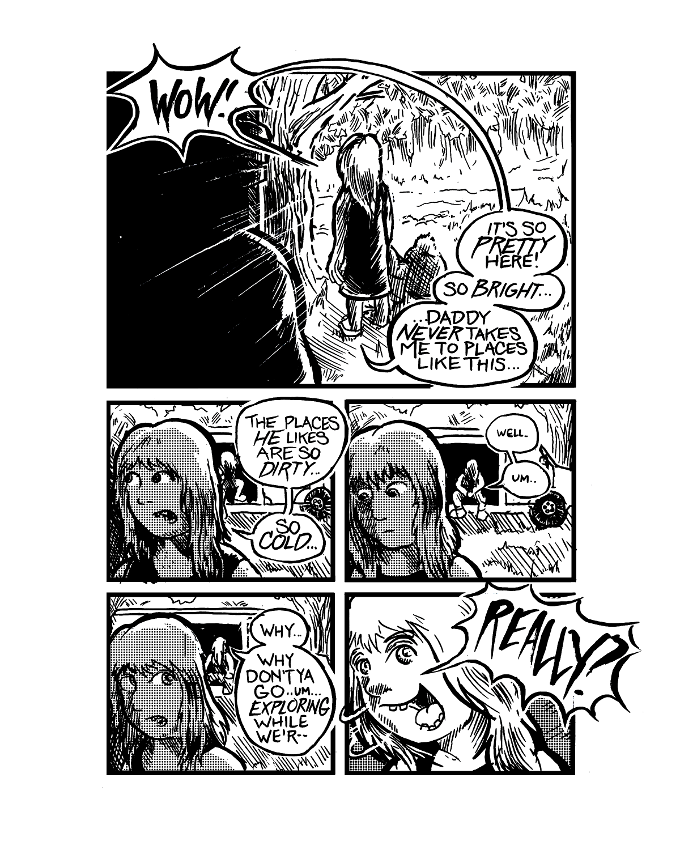 WOW!
IT'S SO
PRETTY
HERE!
SO BRIGHT...
...DADDY
NEVER TAKES
ME TO PLACES
LIKE THIS...
THE PLACES
HE LIKES
ARE SO
DIRTY...
SO
COLD...
WELL..
UM..
WHY...
WHY
DON'T YA
GO...UM...
EXPLORING
WHILE
WE'R--
REALLY?